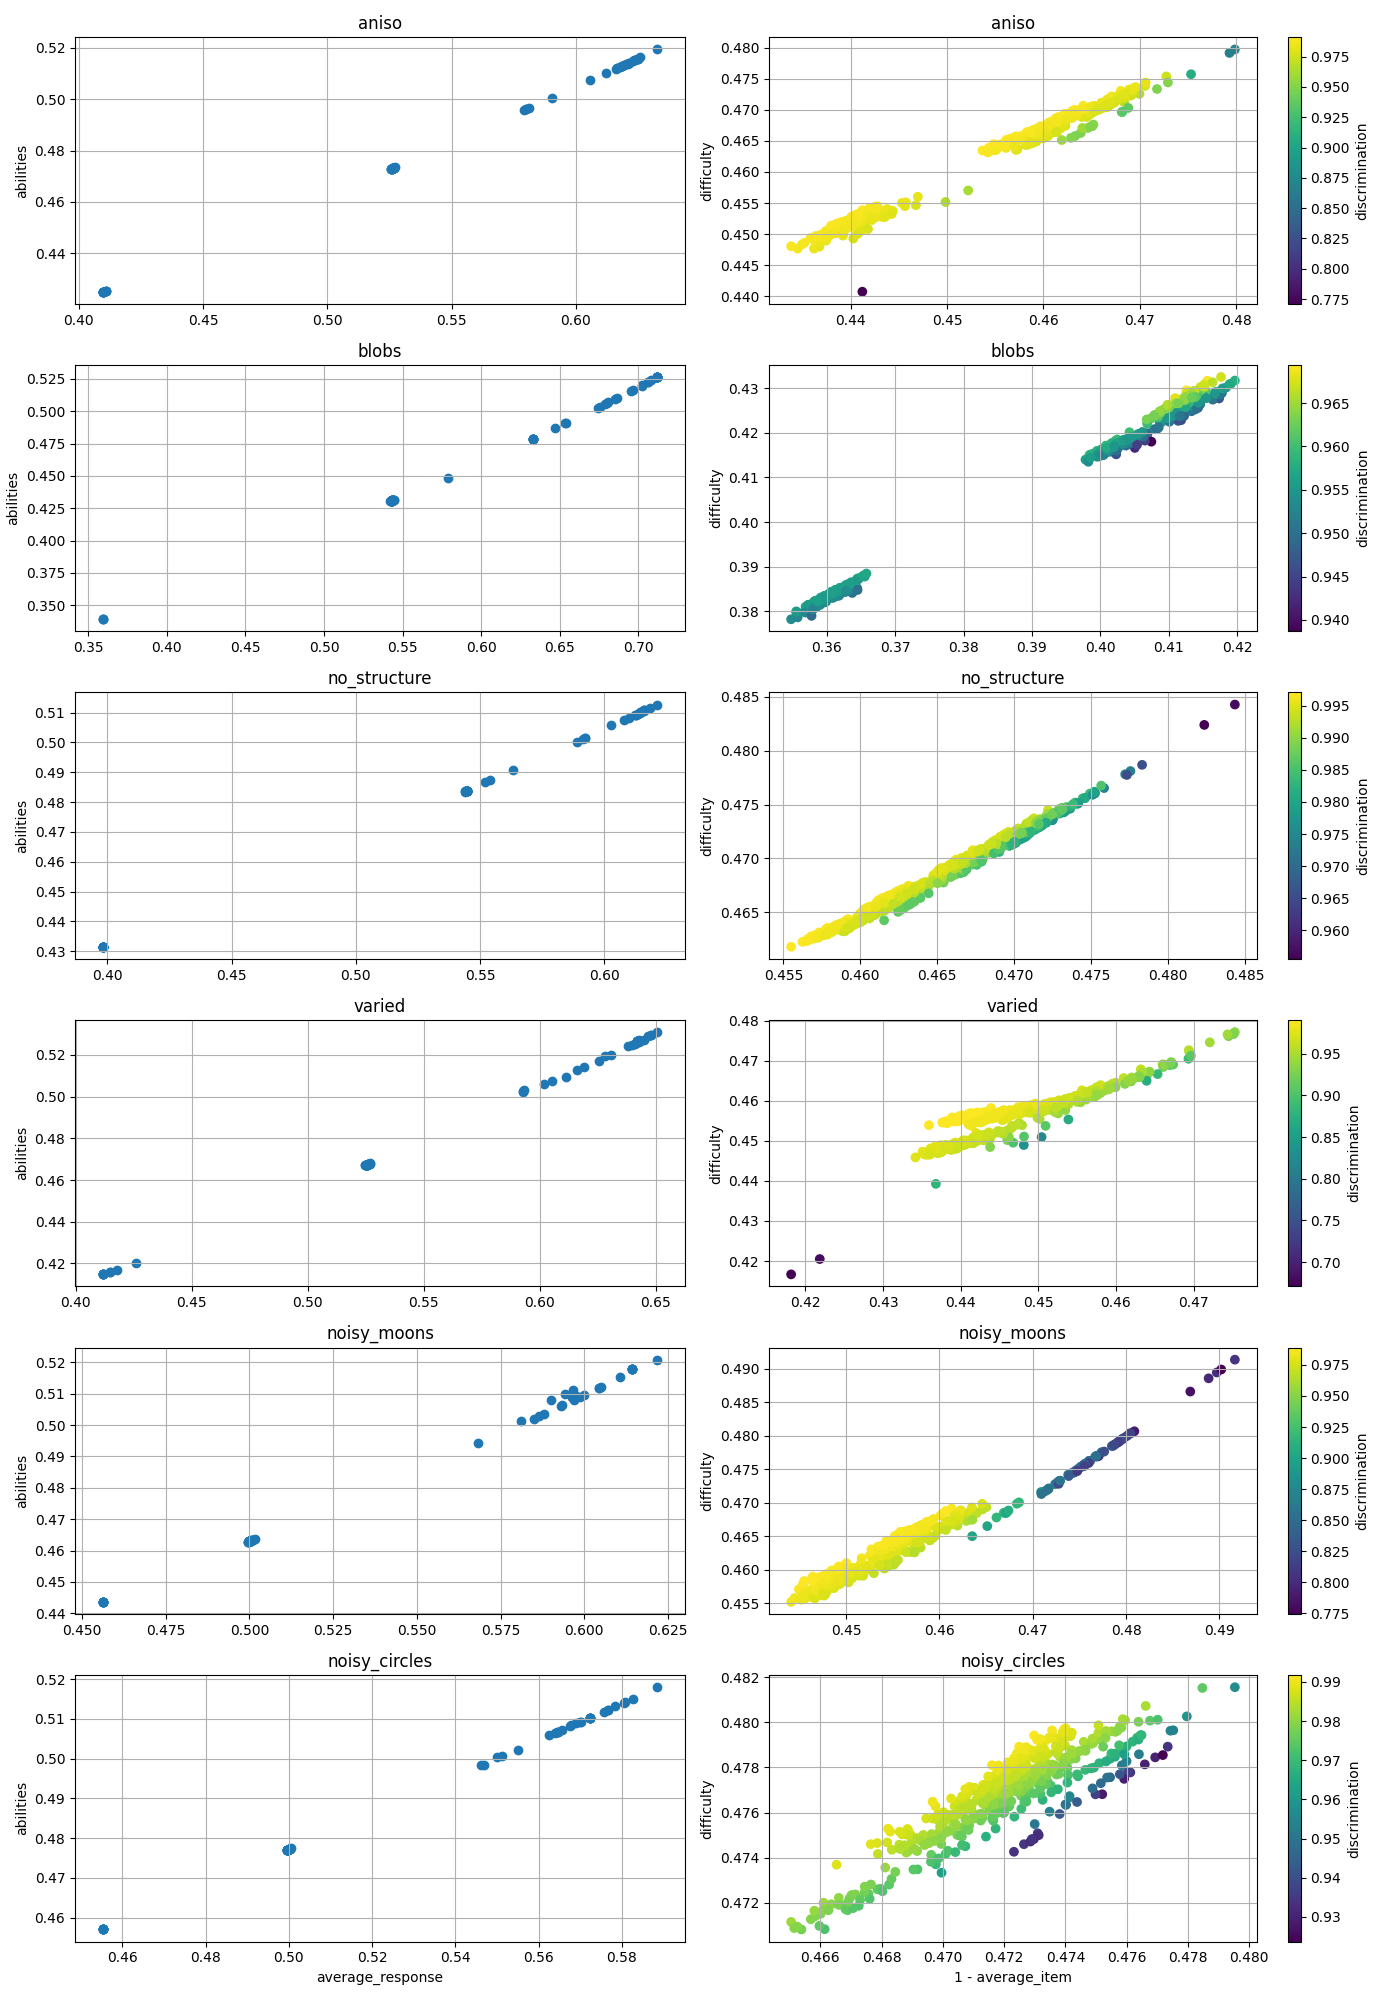 aniso
abilities
0.52
0.50
0.48
0.46
0.44
0.40 0.45 0.50 0.55 0.60
aniso
difficulty
0.480
0.475
0.470
0.465
0.460
0.455
0.450
0.445
0.440
0.44 0.45 0.46 0.47 0.48
0.975
0.950
0.925
0.900
0.875
0.850
0.825
0.800
0.775
discrimination
blobs
abilities
0.525
0.500
0.475
0.450
0.425
0.400
0.375
0.350
0.35 0.40 0.45 0.50 0.55 0.60 0.65 0.70
blobs
difficulty
0.43
0.42
0.41
0.40
0.39
0.38
0.36 0.37 0.38 0.39 0.40 0.41 0.42
0.965
0.960
0.955
0.950
0.945
0.940
discrimination
no_structure
abilities
0.51
0.50
0.49
0.48
0.47
0.46
0.45
0.44
0.43
0.40 0.45 0.50 0.55 0.60
no_structure
difficulty
0.485
0.480
0.475
0.470
0.465
0.455 0.460 0.465 0.470 0.475 0.480 0.485
0.995
0.990
0.985
0.980
0.975
0.970
0.965
0.960
discrimination
varied
abilities
0.52
0.50
0.48
0.46
0.44
0.42
0.40 0.45 0.50 0.55 0.60 0.65
varied
difficulty
0.48
0.47
0.46
0.45
0.44
0.43
0.42
0.42 0.43 0.44 0.45 0.46 0.47
0.95
0.90
0.85
0.80
0.75
0.70
discrimination
noisy_moons
abilities
0.52
0.51
0.50
0.49
0.48
0.47
0.46
0.45
0.44
0.450 0.475 0.500 0.525 0.550 0.575 0.600 0.625
noisy_moons
difficulty
0.490
0.485
0.480
0.475
0.470
0.465
0.460
0.455
0.45 0.46 0.47 0.48 0.49
0.975
0.950
0.925
0.900
0.875
0.850
0.825
0.800
0.775
discrimination
noisy_circles
abilities
0.52
0.51
0.50
0.49
0.48
0.47
0.46
0.46 0.48 0.50 0.52 0.54 0.56 0.58
average_response
noisy_circles
difficulty
0.482
0.480
0.478
0.476
0.474
0.472
0.466 0.468 0.470 0.472 0.474 0.476 0.478 0.480
1 - average_item
0.99
0.98
0.97
0.96
0.95
0.94
0.93
discrimination